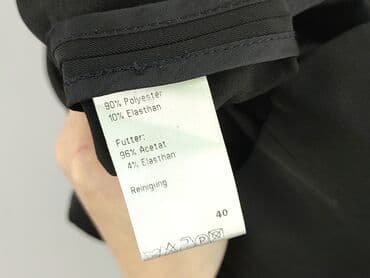 90% Polyester
10% Elasthan
Futter:
96% Acetat
4% Elasthan
Reinigung
40